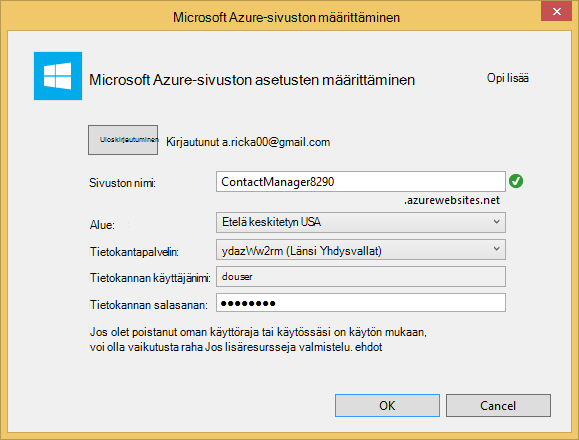 Microsoft Azure-sivuston määrittäminen
Microsoft Azure-sivuston asetusten määrittäminen
Opi lisää
Uloskirjautuminen
Kirjautunut a.ricka00@gmail.com
Sivuston nimi:
ContactManager8290
.azurewebsites.net
Alue:
Etelä keskitetyn USA
Tietokantapalvelin:
ydazWw2rm (Länsi Yhdysvallat)
Tietokannan käyttäjänimi:
douser
Tietokannan salasanan:
●●●●●●●●
Jos olet poistanut oman käyttöraja tai käytössäsi on käytön mukaan,
voi olla vaikutusta raha Jos lisäresursseja valmistelu. ehdot
OK
Cancel